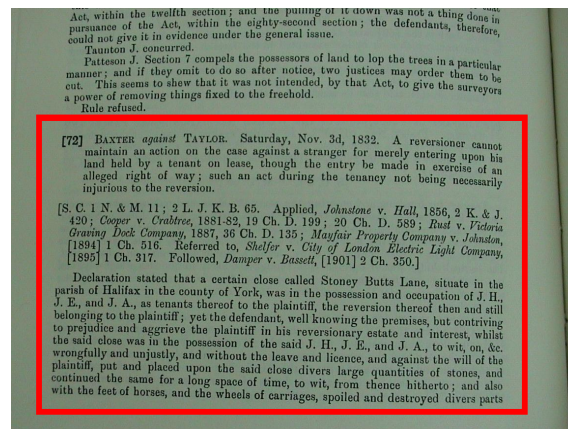 Act, within the twelfth section; and the pulling of it down was not a thing done in
pursuance of the Act, within the eighty-second section; the defendants, therefore,
could not give it in evidence under the general issue.
Taunton J. concurred.
Patteson J. Section 7 compels the possessors of land to lop the trees in a particular
manner; and if they omit to do so after notice, two justices may order them to be
cut. This seems to shew that it was not intended, by that Act, to give the surveyors
a power of removing things fixed to the freehold.
Rule refused.
[72] BAXTER against TAYLOR. Saturday, Nov. 3d, 1832. A reversioner cannot
maintain an action on the case against a stranger for merely entering upon his
land held by a tenant on lease, though the entry be made in exercise of an
alleged right of way; such an act during the tenancy not being necessarily
injurious to the reversion.
[S. C. 1 N. & M. 11; 2 L. J. K. B. 65. Applied, Johnstone v. Hall, 1856, 2 K. & J.
420; Cooper v. Crabtree, 1881-82, 19 Ch. D. 199; 20 Ch. D. 589; Rust v. Victoria
Graving Dock Company, 1887, 36 Ch. D. 135; Mayfair Property Company v. Johnston,
[1894] 1 Ch. 516. Referred to, Shelfer v. City of London Electric Light Company,
[1895] 1 Ch. 317. Followed, Damper v. Bassett, [1901] 2 Ch. 350.]
Declaration stated that a certain close called Stoney Butts Lane, situate in the
parish of Halifax in the county of York, was in the possession and occupation of J. H.,
J. E., and J. A., as tenants thereof to the plaintiff, the reversion thereof then and still
belonging to the plaintiff; yet the defendant, well knowing the premises, but contriving
to prejudice and aggrieve the plaintiff in his reversionary estate and interest, whilst
the said close was in the possession of the said J. H., J. E., and J. A., to wit, on, &c.
wrongfully and unjustly, and without the leave and licence, and against the will of the
plaintiff, put and placed upon the said close divers large quantities of stones, and
continued the same for a long space of time, to wit, from thence hitherto; and also
with the feet of horses, and the wheels of carriages, spoiled and destroyed divers parts